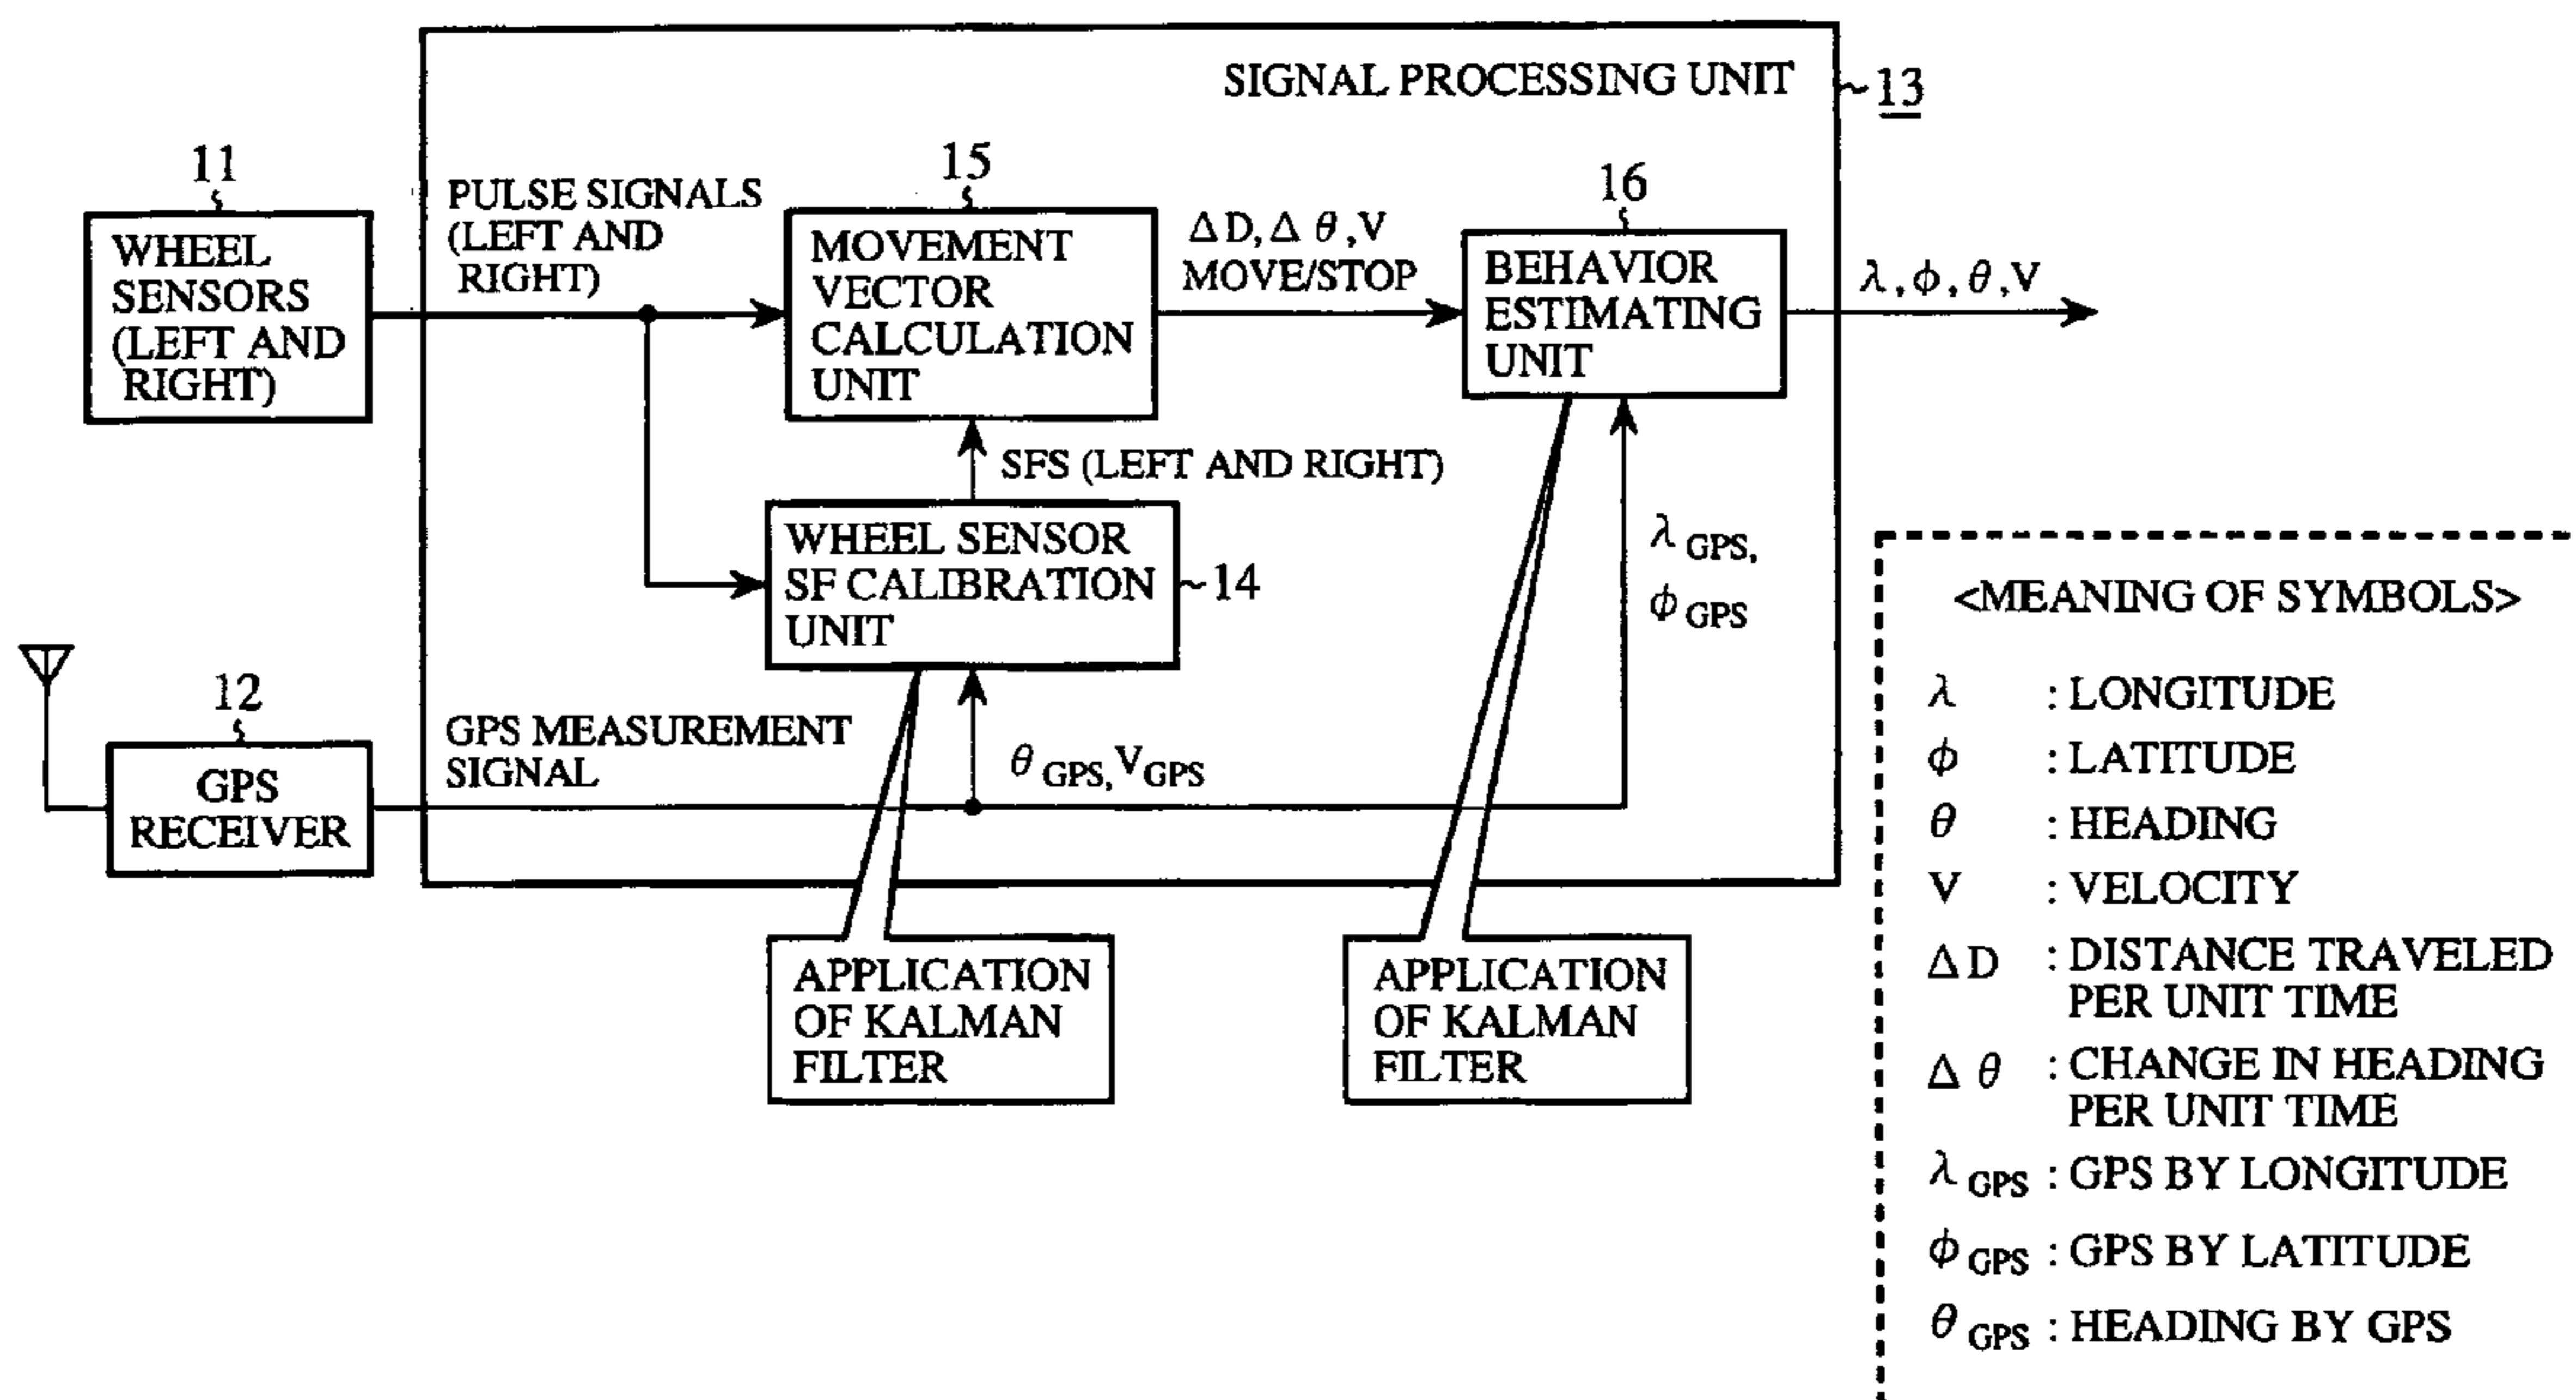 SIGNAL PROCESSING UNIT
13
11
WHEEL
SENSORS
(LEFT AND
RIGHT)
PULSE SIGNALS
(LEFT AND
RIGHT)
15
MOVEMENT
VECTOR
CALCULATION
UNIT
ΔD,Δθ,V
MOVE/STOP
16
BEHAVIOR
ESTIMATING
UNIT
λ,ϕ,θ,V
SFS (LEFT AND RIGHT)
WHEEL SENSOR
SF CALIBRATION
UNIT
14
λ GPS,
ϕ GPS
12
GPS
RECEIVER
GPS MEASUREMENT
SIGNAL
θ GPS, V GPS
APPLICATION
OF KALMAN
FILTER
APPLICATION
OF KALMAN
FILTER
<MEANING OF SYMBOLS>
λ : LONGITUDE
ϕ : LATITUDE
θ : HEADING
V : VELOCITY
ΔD : DISTANCE TRAVELED
PER UNIT TIME
Δθ : CHANGE IN HEADING
PER UNIT TIME
λ GPS : GPS BY LONGITUDE
ϕ GPS : GPS BY LATITUDE
θ GPS : HEADING BY GPS